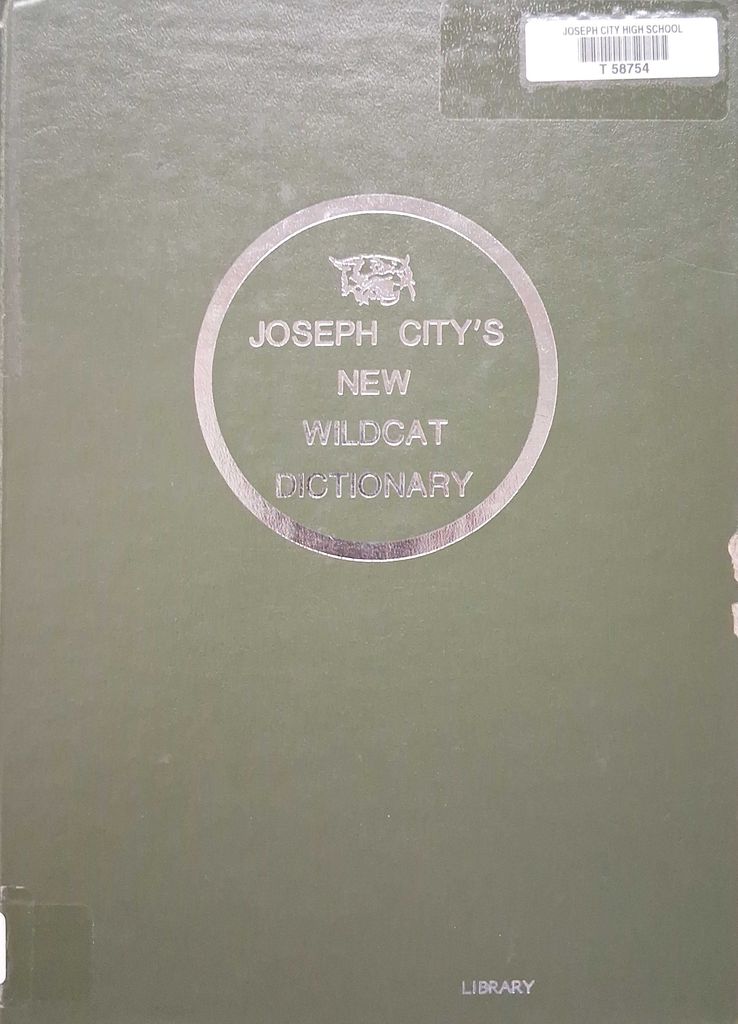 JOSEPH CITY HIGH SCHOOL
T 58754
JOSEPH CITY'S
NEW
WILDCAT
DICTIONARY
LIBRARY